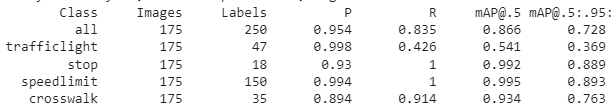 Class Images Labels P R mAP@.5 mAP@.5:.95:
all 175 250 0.954 0.835 0.866 0.728
trafficlight 175 47 0.998 0.426 0.541 0.369
stop 175 18 0.93 1 0.992 0.889
speedlimit 175 150 0.994 1 0.995 0.893
crosswalk 175 35 0.894 0.914 0.934 0.763